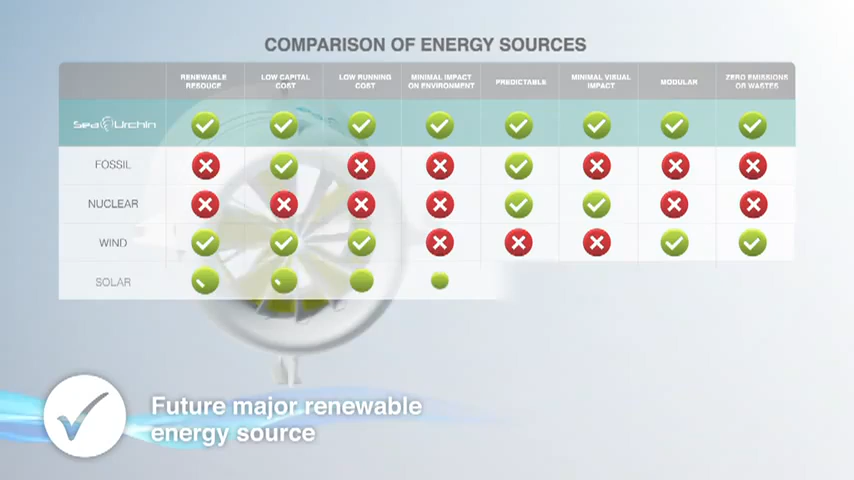 COMPARISON OF ENERGY SOURCES
RENEWABLE RESOUCE
LOW CAPITAL COST
LOW RUNNING COST
MINIMAL IMPACT ON ENVIRONMENT
PREDICTABLE
MINIMAL VISUAL IMPACT
MODULAR
ZERO EMISSIONS OR WASTES
Sea Urchin
FOSSIL
NUCLEAR
WIND
SOLAR
Future major renewable
energy source